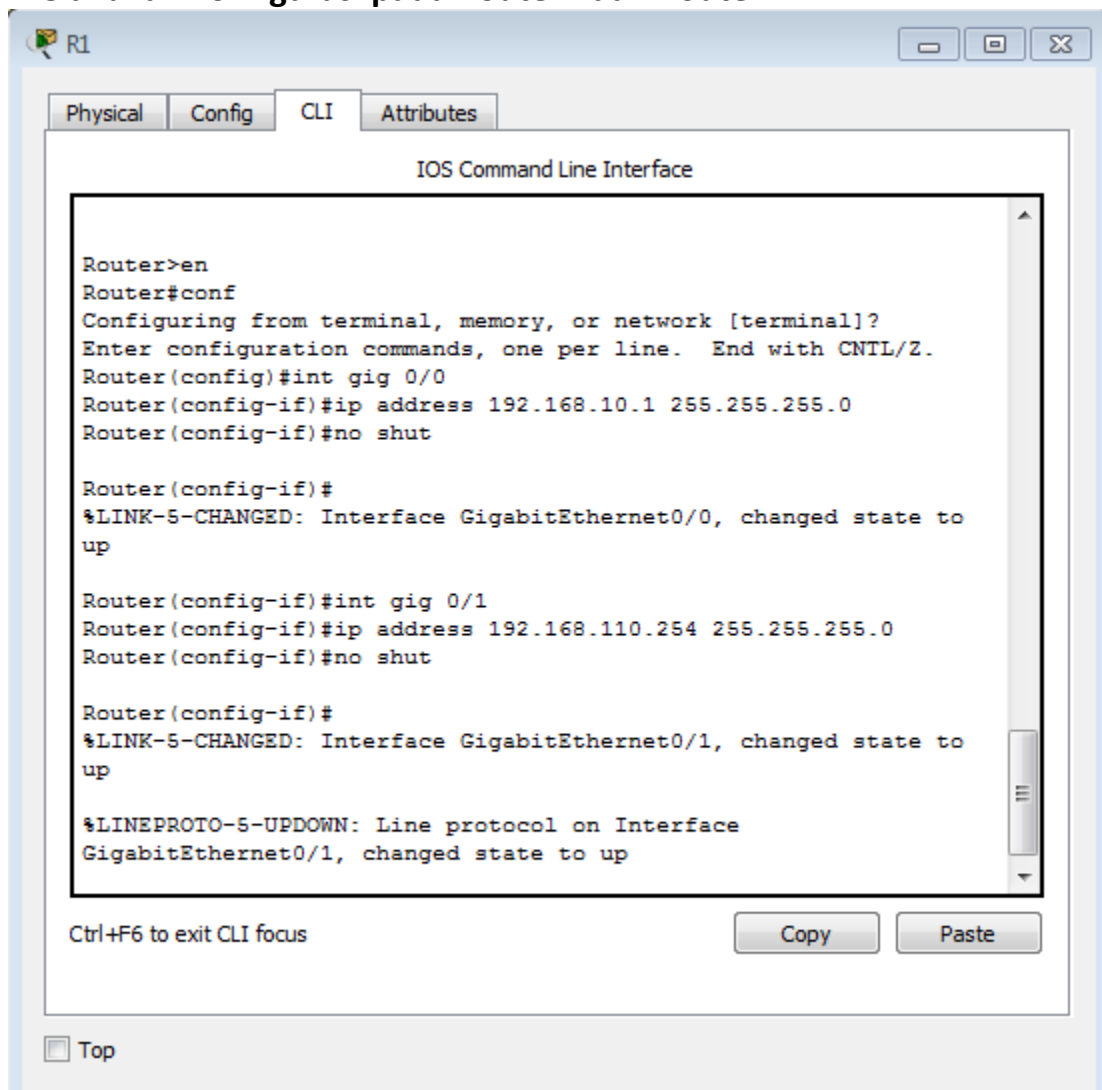 R1
Physical Config CLI Attributes
IOS Command Line Interface
Router>en
Router#conf
Configuring from terminal, memory, or network [terminal]?
Enter configuration commands, one per line.  End with CNTL/Z.
Router(config)#int gig 0/0
Router(config-if)#ip address 192.168.10.1 255.255.255.0
Router(config-if)#no shut
Router(config-if)#
%LINK-5-CHANGED: Interface GigabitEthernet0/0, changed state to
up
Router(config-if)#int gig 0/1
Router(config-if)#ip address 192.168.110.254 255.255.255.0
Router(config-if)#no shut
Router(config-if)#
%LINK-5-CHANGED: Interface GigabitEthernet0/1, changed state to
up
%LINEPROTO-5-UPDOWN: Line protocol on Interface
GigabitEthernet0/1, changed state to up
Ctrl+F6 to exit CLI focus Copy Paste
Top